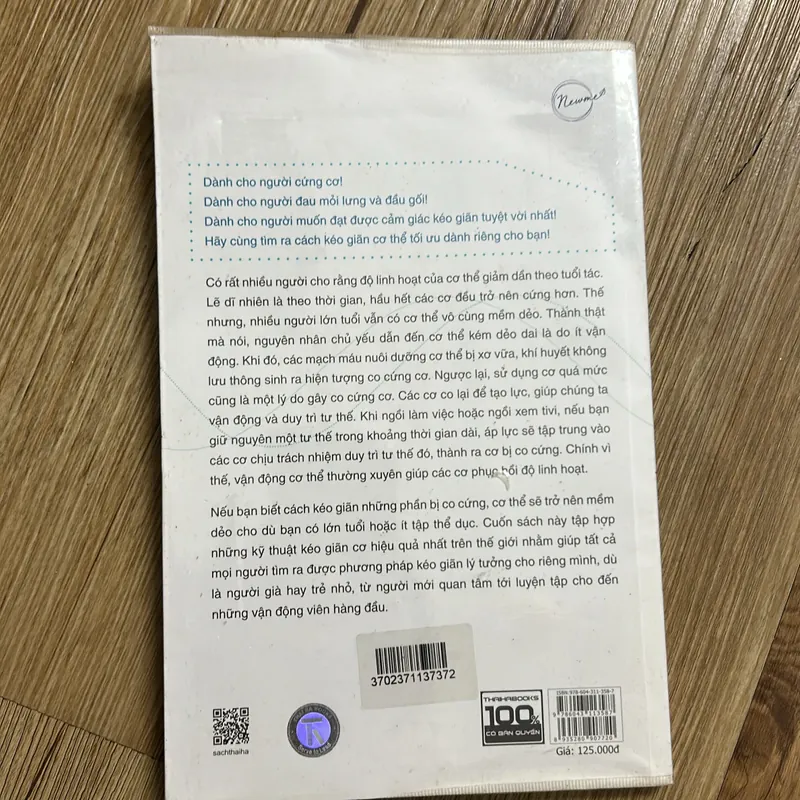 Newme
Dành cho người cứng cơ!
Dành cho người đau mỏi lưng và đầu gối!
Dành cho người muốn đạt được cảm giác kéo giãn tuyệt vời nhất!
Hãy cùng tìm ra cách kéo giãn cơ thể tối ưu dành riêng cho bạn!
Có rất nhiều người cho rằng độ linh hoạt của cơ thể giảm dần theo tuổi tác.
Lẽ dĩ nhiên là theo thời gian, hầu hết các cơ đều trở nên cứng hơn. Thế
nhưng, nhiều người lớn tuổi vẫn có cơ thể vô cùng mềm dẻo. Thành thật
mà nói, nguyên nhân chủ yếu dẫn đến cơ thể kém dẻo dai là do ít vận
động. Khi đó, các mạch máu nuôi dưỡng cơ thể bị xơ vữa, khí huyết không
lưu thông sinh ra hiện tượng co cứng cơ. Ngược lại, sử dụng cơ quá mức
cũng là một lý do gây co cứng cơ. Các cơ co lại để tạo lực, giúp chúng ta
vận động và duy trì tư thế. Khi ngồi làm việc hoặc ngồi xem tivi, nếu bạn
giữ nguyên một tư thế trong khoảng thời gian dài, áp lực sẽ tập trung vào
các cơ chịu trách nhiệm duy trì tư thế đó, thành ra cơ bị co cứng. Chính vì
thế, vận động cơ thể thường xuyên giúp các cơ phục hồi độ linh hoạt.
Nếu bạn biết cách kéo giãn những phần bị co cứng, cơ thể sẽ trở nên mềm
dẻo cho dù bạn có lớn tuổi hoặc ít tập thể dục. Cuốn sách này tập hợp
những kỹ thuật kéo giãn cơ hiệu quả nhất trên thế giới nhằm giúp tất cả
mọi người tìm ra được phương pháp kéo giãn lý tưởng cho riêng mình, dù
là người già hay trẻ nhỏ, từ người mới quan tâm tới luyện tập cho đến
những vận động viên hàng đầu.
3702371137372
sachthaiha
Serve to Lead
THAIHABOOKS
100%
CÓ BẢN QUYỀN
ISBN: 978-604-311-358-7
9 786043 113587
8 935280 907720
Giá: 125.000đ